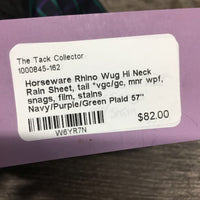 The Tack Collector
1000845-162
Horseware Rhino Wug Hi Neck
Rain Sheet, tail *vgc/gc, mnr wpf,
snags, film, stains
Navy/Purple/Green Plaid 57"
W6YR7N
$82.00